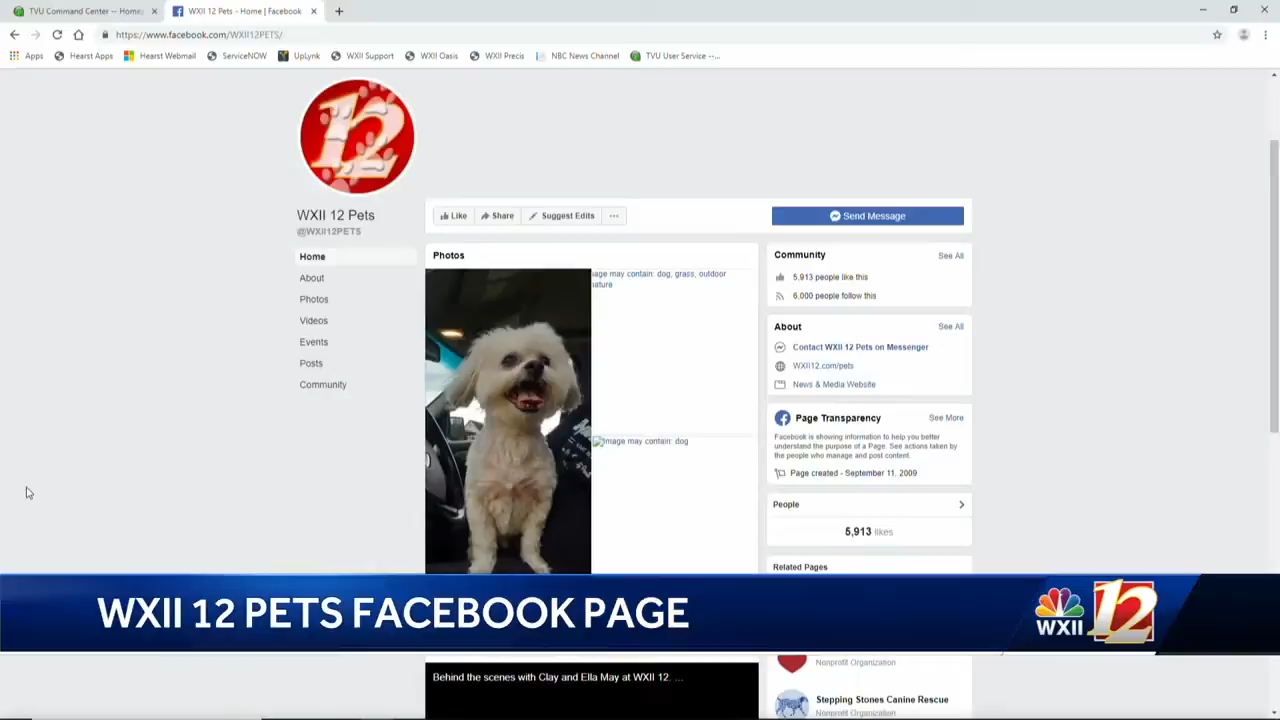 TVU Command Center -- Home
WXII 12 Pets - Home | Facebook
https://www.facebook.com/WXII12PETS/
Apps
Hearst Apps
Hearst Webmail
ServiceNOW
UpLynk
WXII Support
WXII Oasis
WXII Precis
NBC News Channel
TVU User Service --...
12
WXII 12 Pets
@WXII12PETS
Home
About
Photos
Videos
Events
Posts
Community
Like
Share
Suggest Edits
...
Send Message
Photos
mage may contain: dog, grass, outdoor
nature
Image may contain: dog
Community
See All
5,913 people like this
6,000 people follow this
About
See All
Contact WXII 12 Pets on Messenger
WXII12.com/pets
News & Media Website
Page Transparency
See More
Facebook is showing information to help you better
understand the purpose of a Page. See actions taken by
the people who manage and post content.
Page created - September 11, 2009
People
5,913 likes
Related Pages
WXII 12 PETS FACEBOOK PAGE
WXII 12
Behind the scenes with Clay and Ella May at WXII 12. ...
Nonprofit Organization
Stepping Stones Canine Rescue
Nonprofit Organization